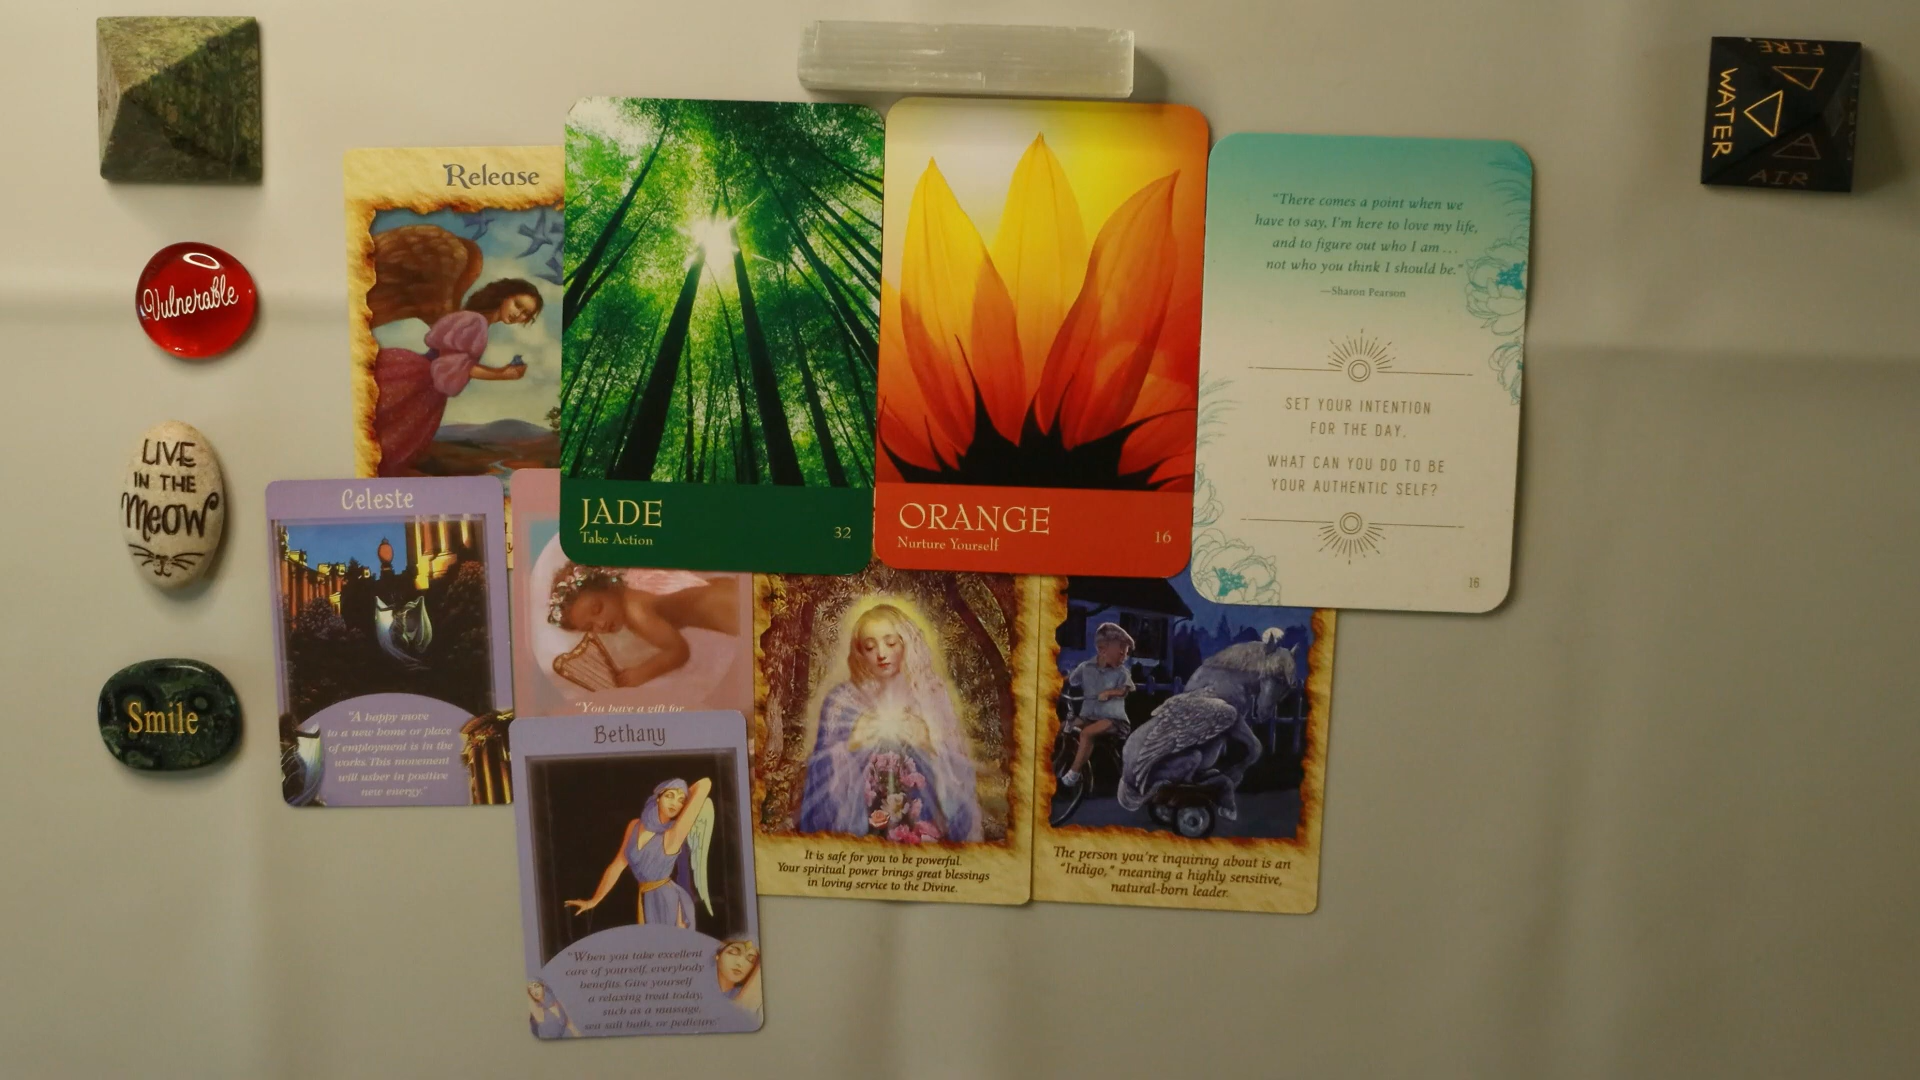 FIRE
WATER
AIR
Vulnerable
LIVE
IN THE
Meow
Smile
Release
JADE
Take Action
32
ORANGE
Nurture Yourself
16
"There comes a point when we
have to say, I'm here to love my life,
and to figure out who I am ...
not who you think I should be."
—Sharon Pearson
SET YOUR INTENTION
FOR THE DAY.
WHAT CAN YOU DO TO BE
YOUR AUTHENTIC SELF?
16
Celeste
"A happy move
to a new home or place
of employment is in the
works. This movement
will usher in positive
new energy."
"You have a gift for
Bethany
"When you take excellent
care of yourself, everybody
benefits. Give yourself
a relaxing treat today,
such as a massage,
sea salt bath, or pedicure."
It is safe for you to be powerful.
Your spiritual power brings great blessings
in loving service to the Divine.
The person you're inquiring about is an
"Indigo," meaning a highly sensitive,
natural-born leader.